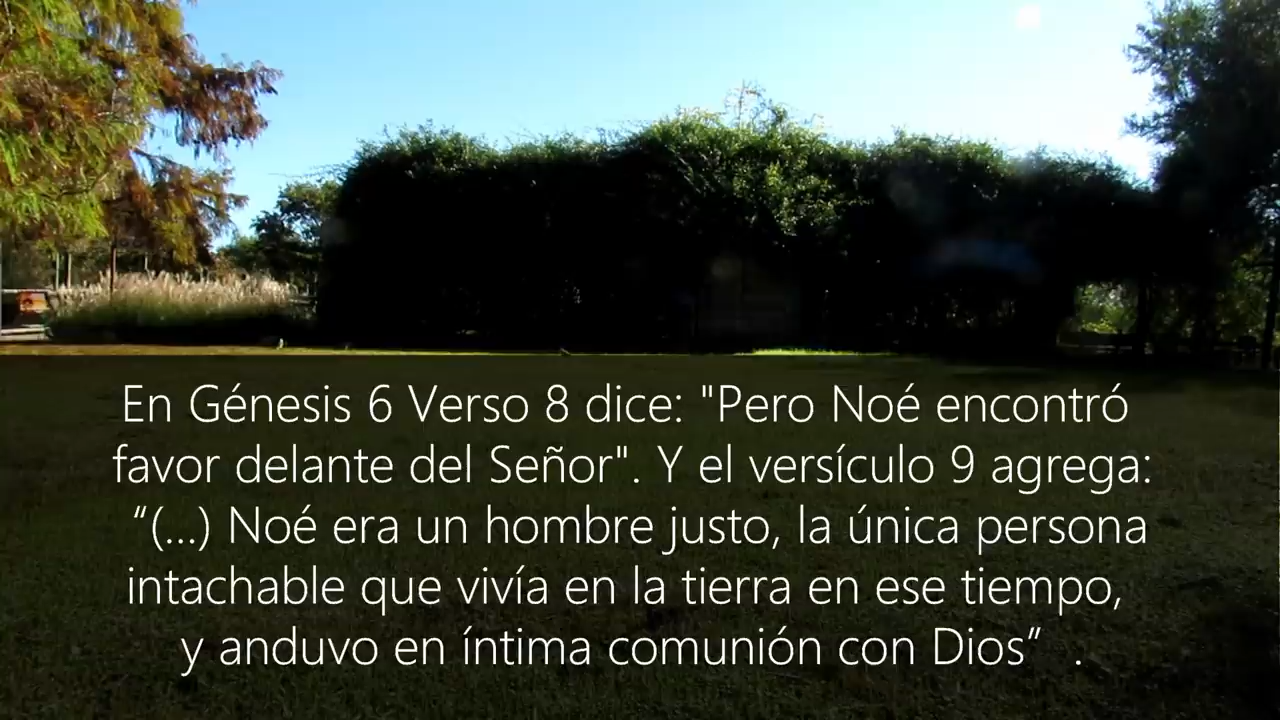 En Génesis 6 Verso 8 dice: "Pero Noé encontró
favor delante del Señor". Y el versículo 9 agrega:
“(...) Noé era un hombre justo, la única persona
intachable que vivía en la tierra en ese tiempo,
y anduvo en íntima comunión con Dios” .